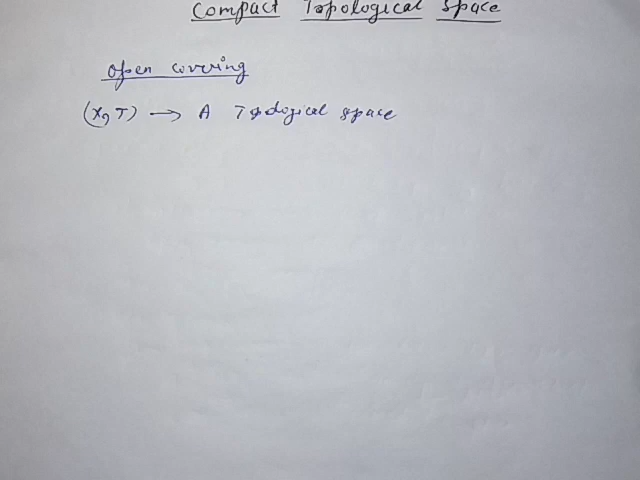 Compact Topological Space
open covering
(X, T) → A Topological space